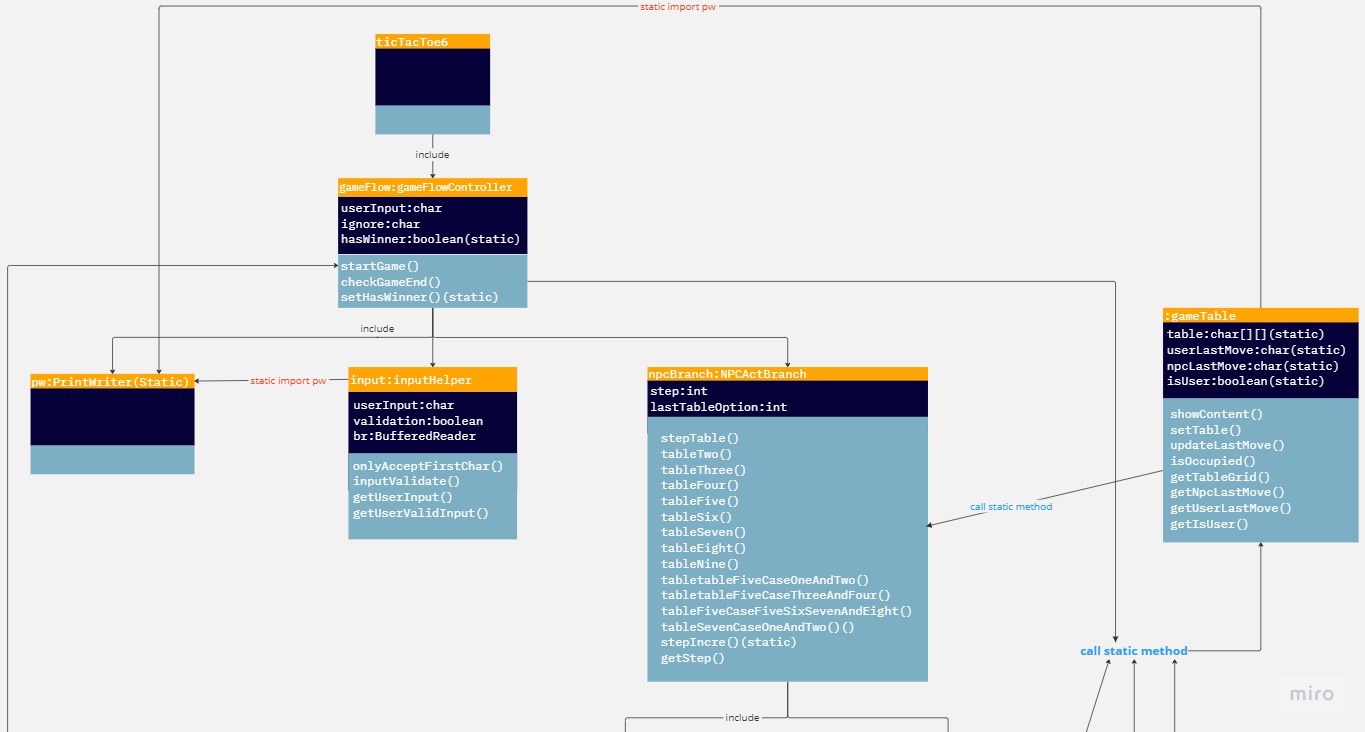 static import pw
ticTacToe6
include
gameFlow:gameFlowController
userInput:char
ignore:char
hasWinner:boolean(static)
startGame()
checkGameEnd()
setHasWinner()(static)
include
pw:PrintWriter(Static)
static import pw
input:inputHelper
userInput:char
validation:boolean
br:BufferedReader
onlyAcceptFirstChar()
inputValidate()
getUserInput()
getUserValidInput()
npcBranch:NPCActBranch
step:int
lastTableOption:int
stepTable()
tableTwo()
tableThree()
tableFour()
tableFive()
tableSix()
tableSeven()
tableEight()
tableNine()
tabletableFiveCaseOneAndTwo()
tabletableFiveCaseThreeAndFour()
tableFiveCaseFiveSixSevenAndEight()
tableSevenCaseOneAndTwo()()
stepIncre()(static)
getStep()
include
:gameTable
table:char[][](static)
userLastMove:char(static)
npcLastMove:char(static)
isUser:boolean(static)
showContent()
setTable()
updateLastMove()
isOccupied()
getTableGrid()
getNpcLastMove()
getUserLastMove()
getIsUser()
call static method
call static method
miro